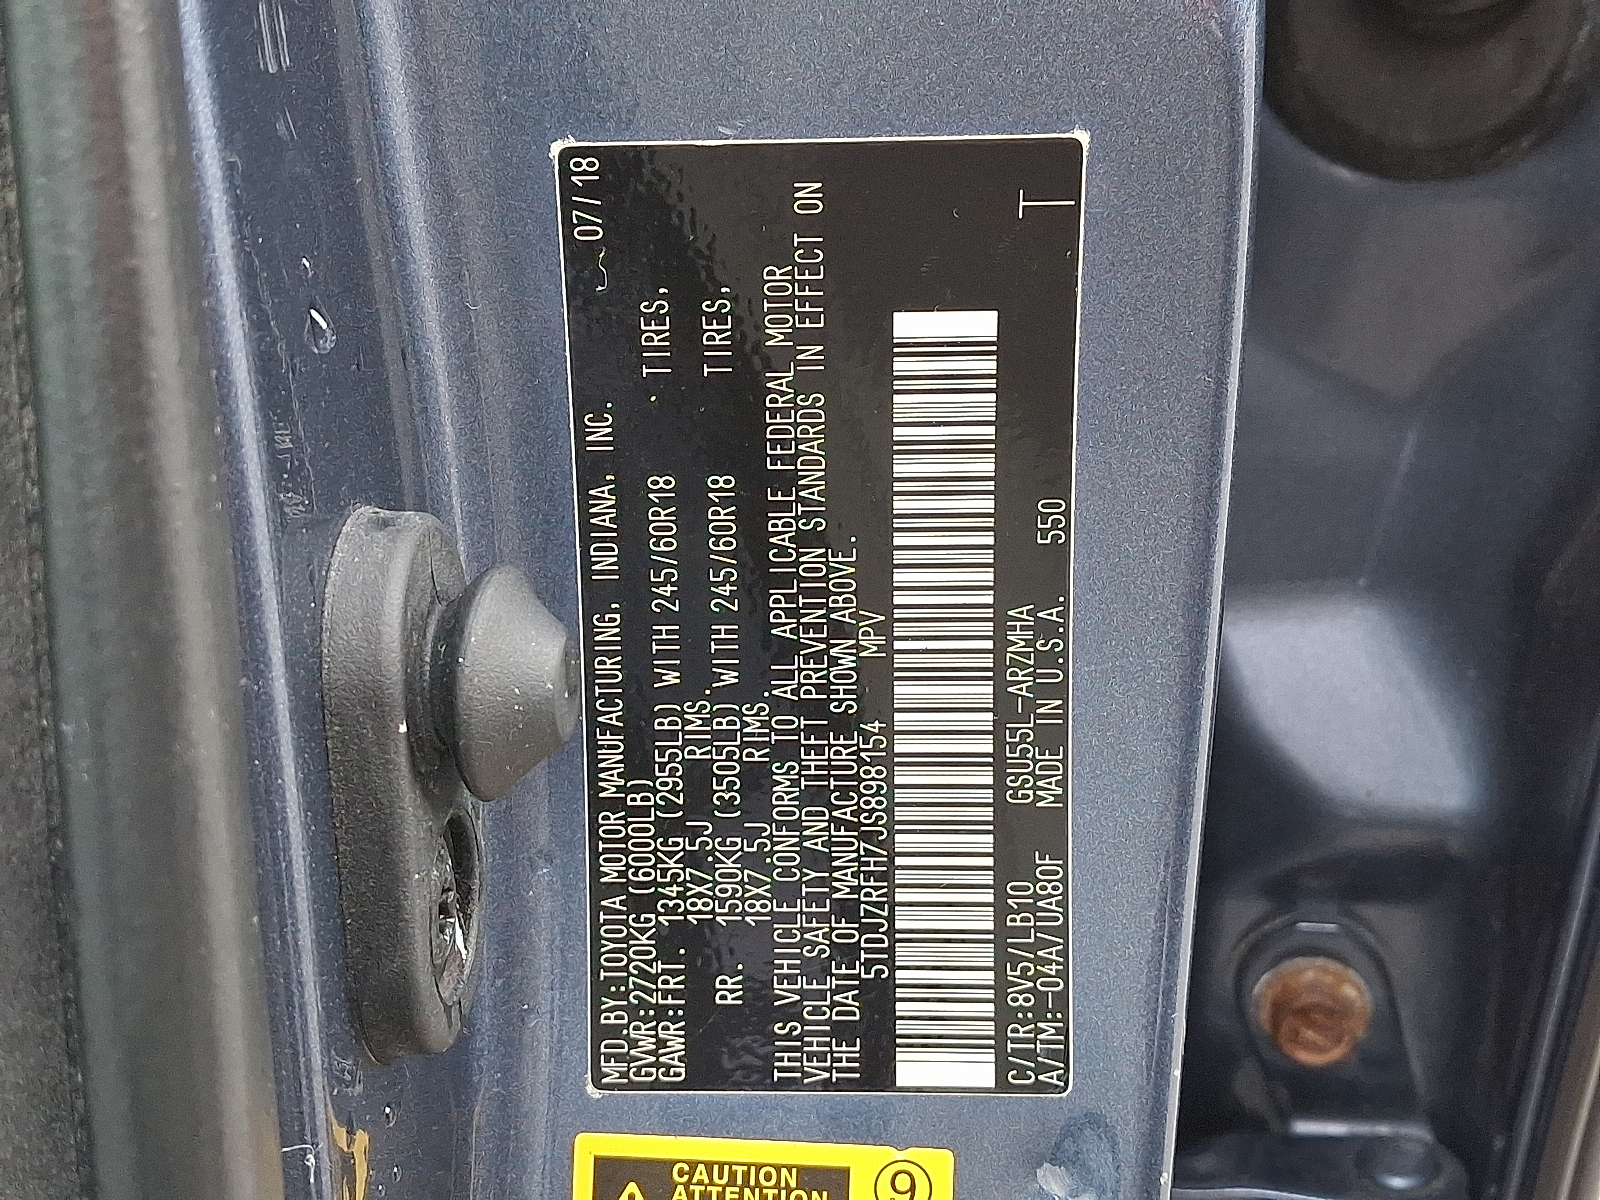 MFD.BY:TOYOTA MOTOR MANUFACTURING, INDIANA, INC. 07/18
GVWR:2720KG (6000LB)
GAWR:FRT. 1345KG (2955LB) WITH 245/60R18 TIRES,
18X7.5J RIMS.
RR. 1590KG (3505LB) WITH 245/60R18 TIRES,
18X7.5J RIMS.
THIS VEHICLE CONFORMS TO ALL APPLICABLE FEDERAL MOTOR
VEHICLE SAFETY AND THEFT PREVENTION STANDARDS IN EFFECT ON
THE DATE OF MANUFACTURE SHOWN ABOVE.
5TDJZRFH7JS898154 MPV
C/TR:8V5/LB10 GSU55L-ARZMHA
A/TM:-04A/UA80F MADE IN U.S.A. 550
T
CAUTION
ATTENTION
9